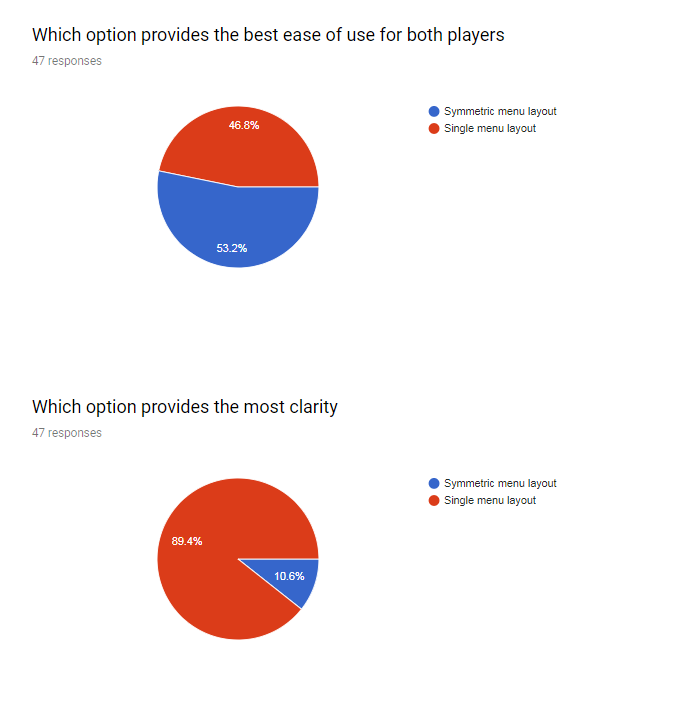 Which option provides the best ease of use for both players
47 responses
46.8%
53.2%
Symmetric menu layout
Single menu layout
Which option provides the most clarity
47 responses
89.4%
10.6%
Symmetric menu layout
Single menu layout